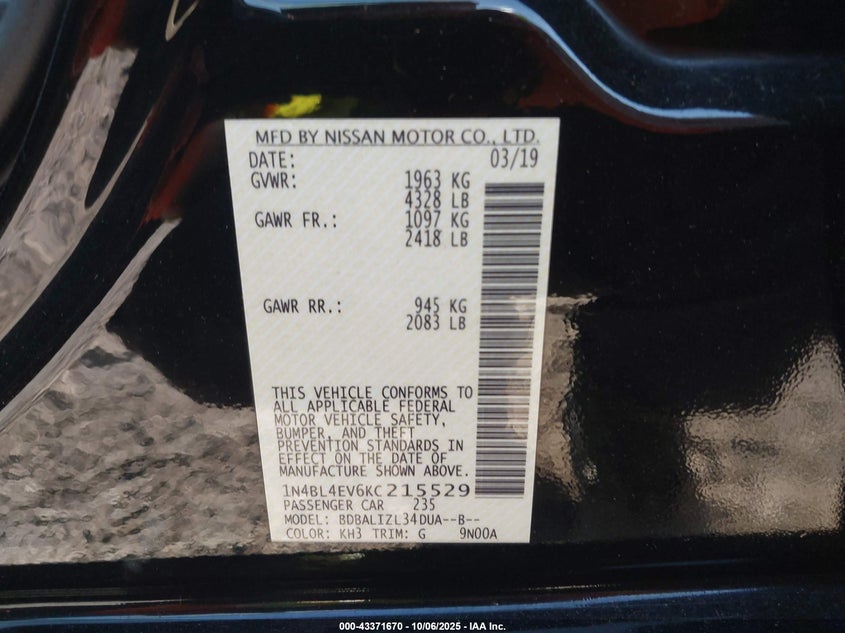 MFD BY NISSAN MOTOR CO., LTD.
DATE: 03/19
GVWR: 1963 KG
4328 LB
GAWR FR.: 1097 KG
2418 LB
GAWR RR.: 945 KG
2083 LB
THIS VEHICLE CONFORMS TO
ALL APPLICABLE FEDERAL
MOTOR VEHICLE SAFETY,
BUMPER, AND THEFT
PREVENTION STANDARDS IN
EFFECT ON THE DATE OF
MANUFACTURE SHOWN ABOVE.
1N4BL4EV6KC215529
PASSENGER CAR 235
MODEL: BDBALIZL34DUA--B--
COLOR: KH3 TRIM: G 9N00A
000-43371670 - 10/06/2025 - IAA Inc.